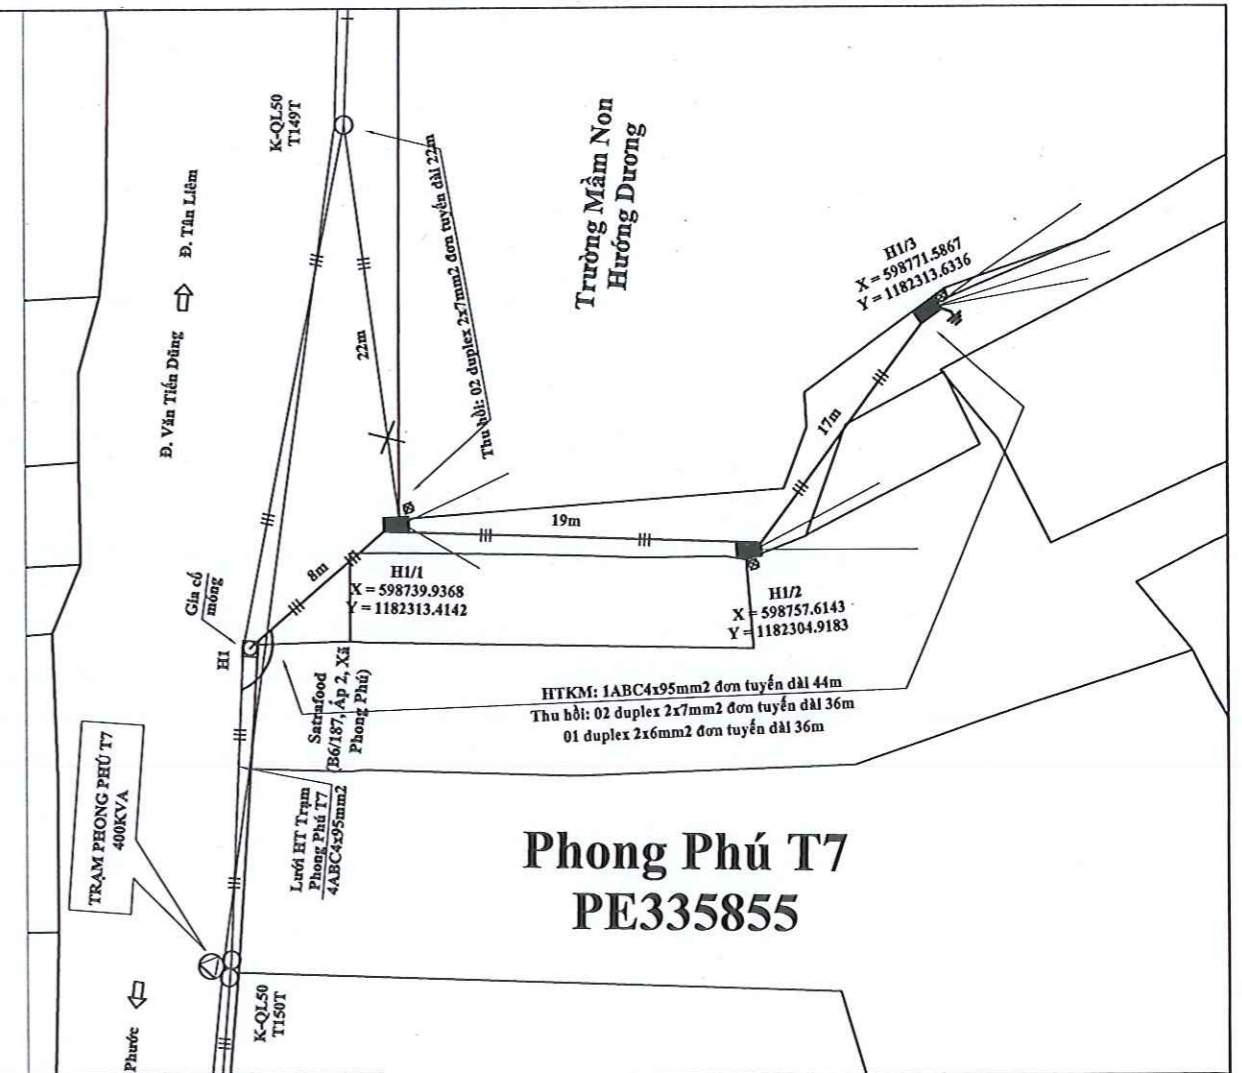 K-QL50
T149T
Đ. Tân Liêm
Đ. Văn Tiến Dũng
22m
Thu hồi: 02 duplex 2x7mm2 đơn tuyến dài 22m
Trường Mầm Non
Hướng Dương
H1/3
X = 598771.5867
Y = 1182313.6336
17m
19m
8m
H1/1
X = 598739.9368
Y = 1182313.4142
H1/2
X = 598757.6143
Y = 1182304.9183
Gia cố
móng
H1
Satrafood
(B6/187, Ấp 2, Xã
Phong Phú)
HTKM: 1ABC4x95mm2 đơn tuyến dài 44m
Thu hồi: 02 duplex 2x7mm2 đơn tuyến dài 36m
01 duplex 2x6mm2 đơn tuyến dài 36m
TRẠM PHONG PHÚ T7
400KVA
Lưới HT Trạm
Phong Phú T7
4ABC4x95mm2
Phong Phú T7
PE335855
K-QL50
T150T
Phước